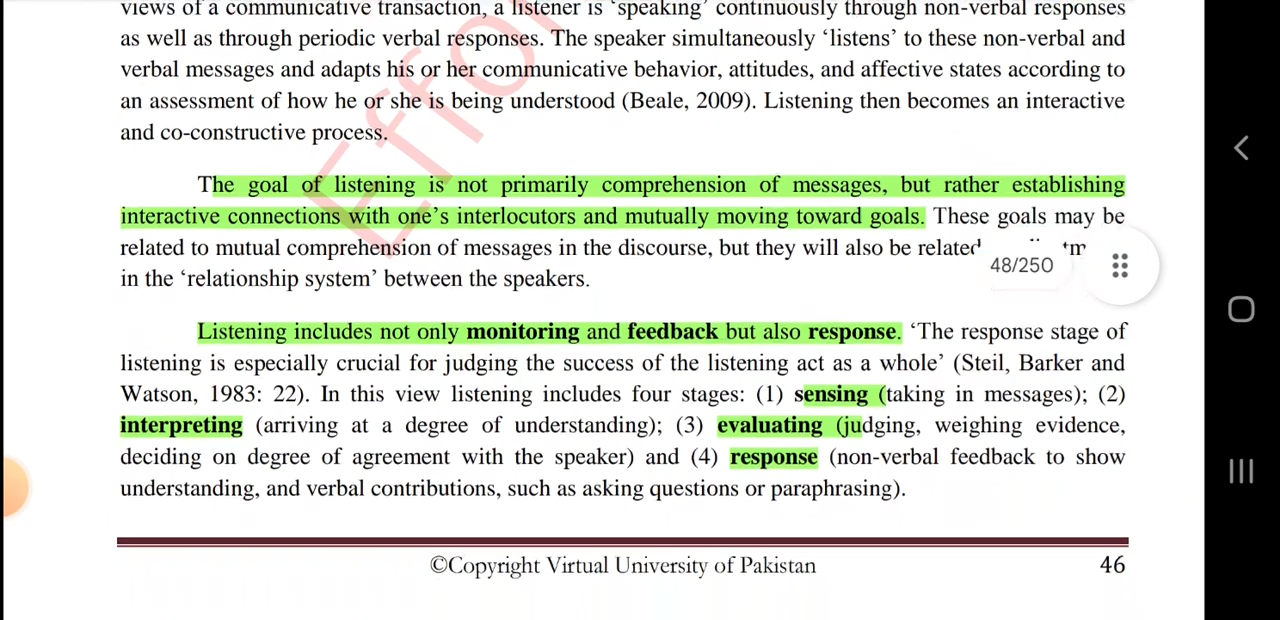 views of a communicative transaction, a listener is 'speaking' continuously through non-verbal responses
as well as through periodic verbal responses. The speaker simultaneously ‘listens’ to these non-verbal and
verbal messages and adapts his or her communicative behavior, attitudes, and affective states according to
an assessment of how he or she is being understood (Beale, 2009). Listening then becomes an interactive
and co-constructive process.
The goal of listening is not primarily comprehension of messages, but rather establishing
interactive connections with one’s interlocutors and mutually moving toward goals. These goals may be
related to mutual comprehension of messages in the discourse, but they will also be related
48/250
in the ‘relationship system’ between the speakers.
Listening includes not only monitoring and feedback but also response. ‘The response stage of
listening is especially crucial for judging the success of the listening act as a whole’ (Steil, Barker and
Watson, 1983: 22). In this view listening includes four stages: (1) sensing (taking in messages); (2)
interpreting (arriving at a degree of understanding); (3) evaluating (judging, weighing evidence,
deciding on degree of agreement with the speaker) and (4) response (non-verbal feedback to show
understanding, and verbal contributions, such as asking questions or paraphrasing).
©Copyright Virtual University of Pakistan 46